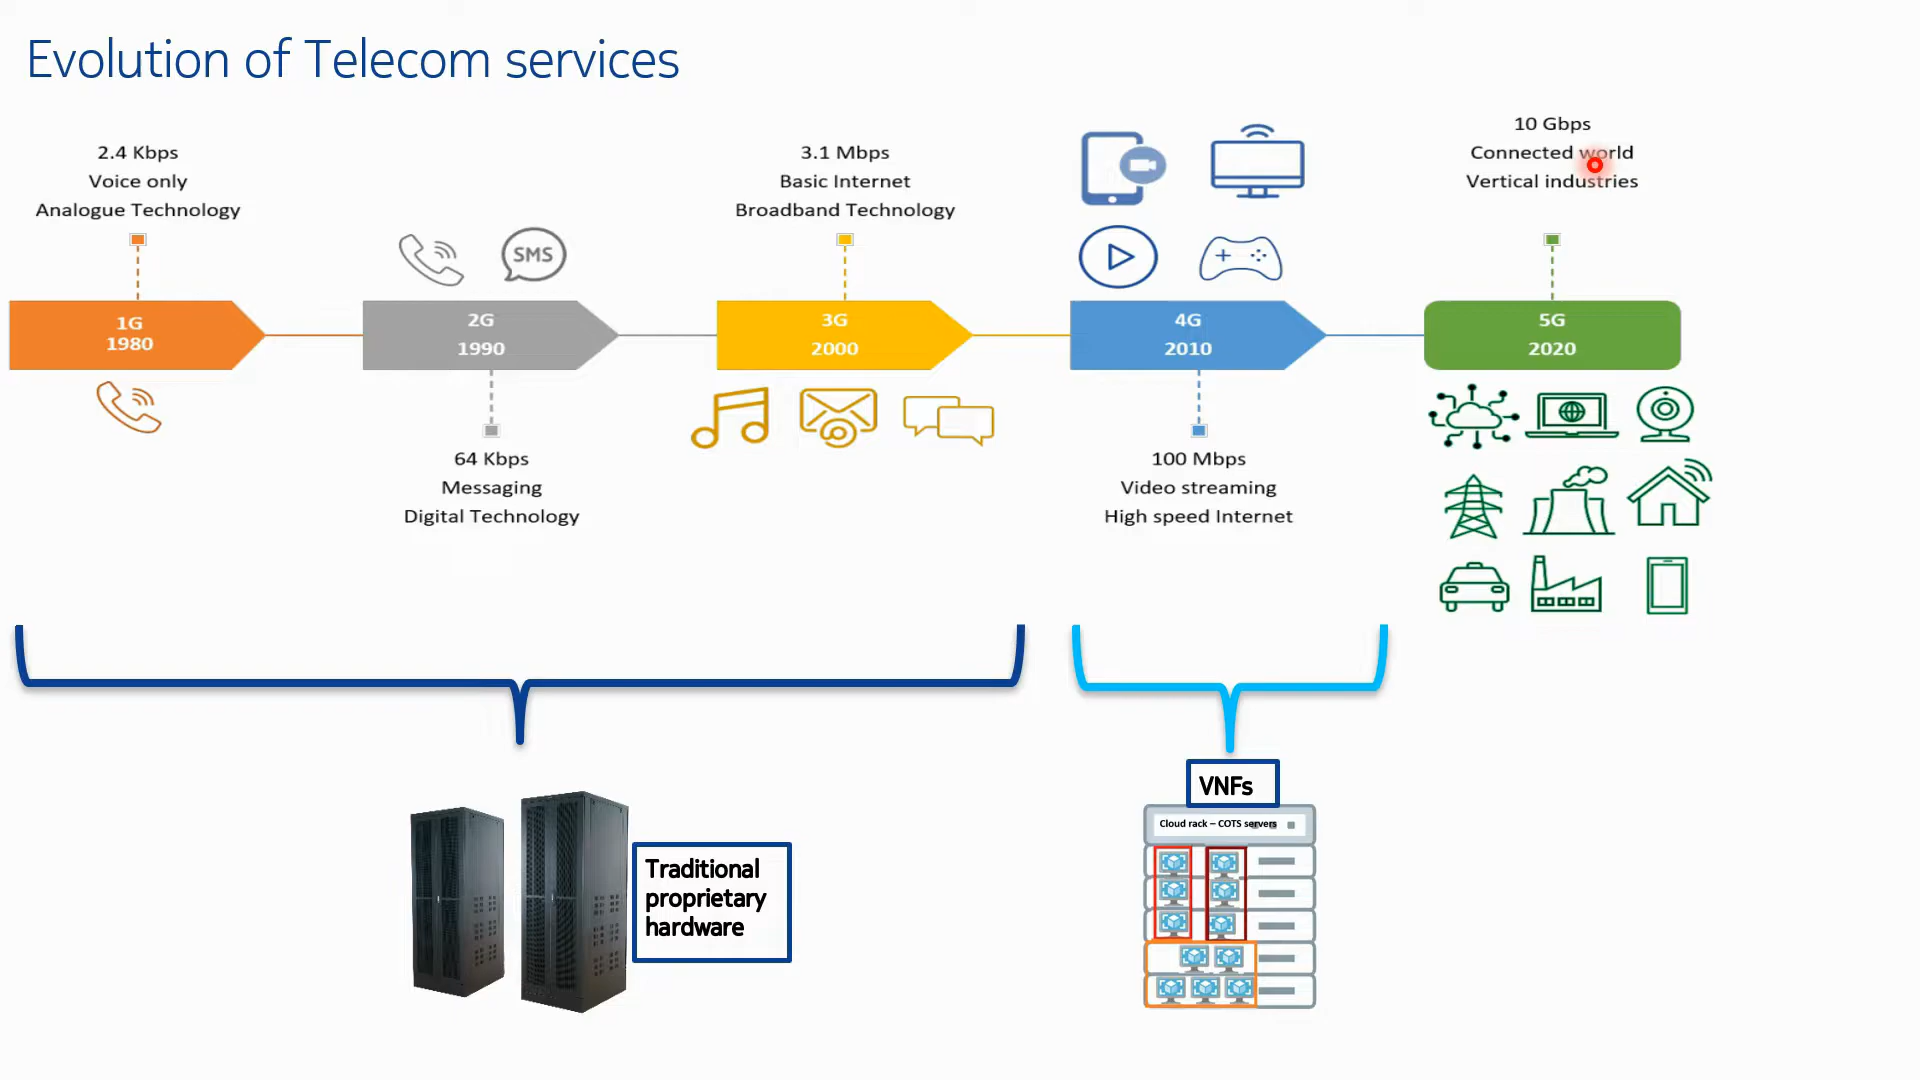 Evolution of Telecom services
2.4 Kbps
Voice only
Analogue Technology
1G
1980
SMS
2G
1990
64 Kbps
Messaging
Digital Technology
3.1 Mbps
Basic Internet
Broadband Technology
3G
2000
4G
2010
100 Mbps
Video streaming
High speed Internet
10 Gbps
Connected world
Vertical industries
5G
2020
Traditional
proprietary
hardware
VNFs
Cloud rack – COTS servers